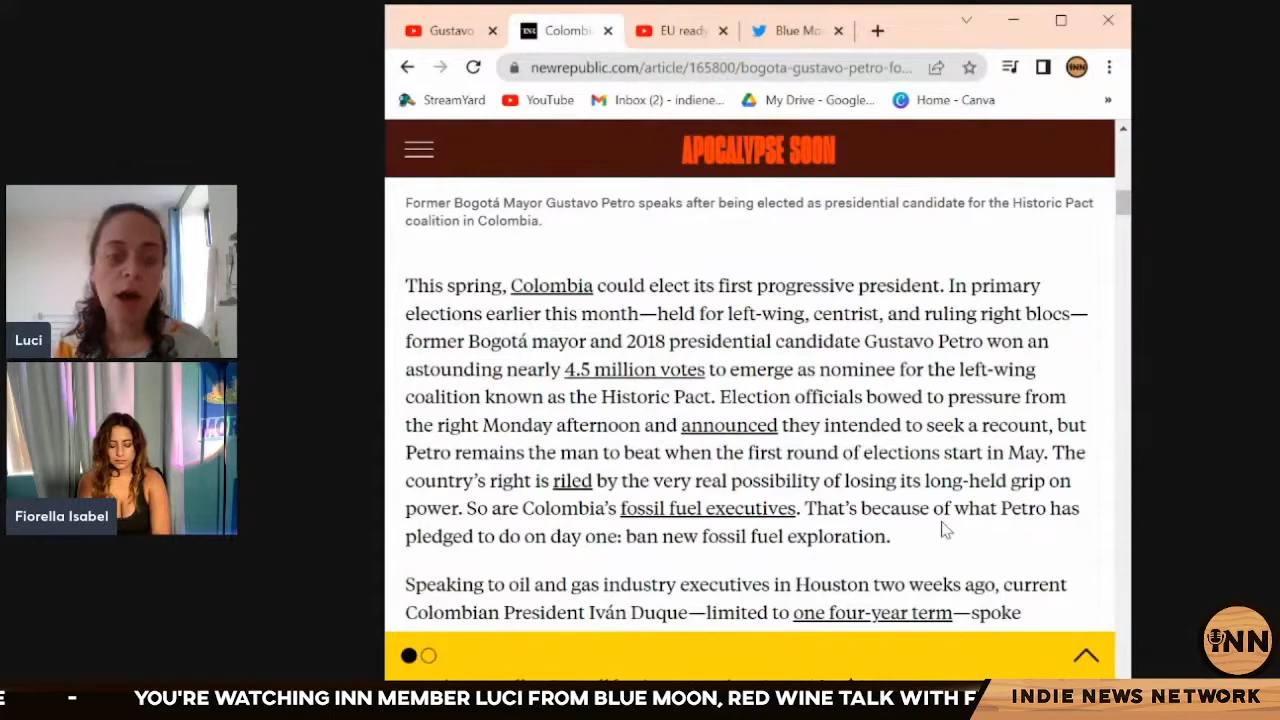 Gustavo
Colombi
EU ready
Blue Mo
newrepublic.com/article/165800/bogota-gustavo-petro-fo...
iNN
StreamYard
YouTube
Inbox (2) - indiene...
My Drive - Google...
Home - Canva
»
APOCALYPSE SOON
Former Bogotá Mayor Gustavo Petro speaks after being elected as presidential candidate for the Historic Pact
coalition in Colombia.
This spring, Colombia could elect its first progressive president. In primary
elections earlier this month—held for left-wing, centrist, and ruling right blocs—
former Bogotá mayor and 2018 presidential candidate Gustavo Petro won an
astounding nearly 4.5 million votes to emerge as nominee for the left-wing
coalition known as the Historic Pact. Election officials bowed to pressure from
the right Monday afternoon and announced they intended to seek a recount, but
Petro remains the man to beat when the first round of elections start in May. The
country's right is riled by the very real possibility of losing its long-held grip on
power. So are Colombia's fossil fuel executives. That's because of what Petro has
pledged to do on day one: ban new fossil fuel exploration.
Speaking to oil and gas industry executives in Houston two weeks ago, current
Colombian President Iván Duque—limited to one four-year term—spoke
Luci
Fiorella Isabel
iNN
E - YOU'RE WATCHING INN MEMBER LUCI FROM BLUE MOON, RED WINE TALK WITH F
INDIE NEWS NETWORK